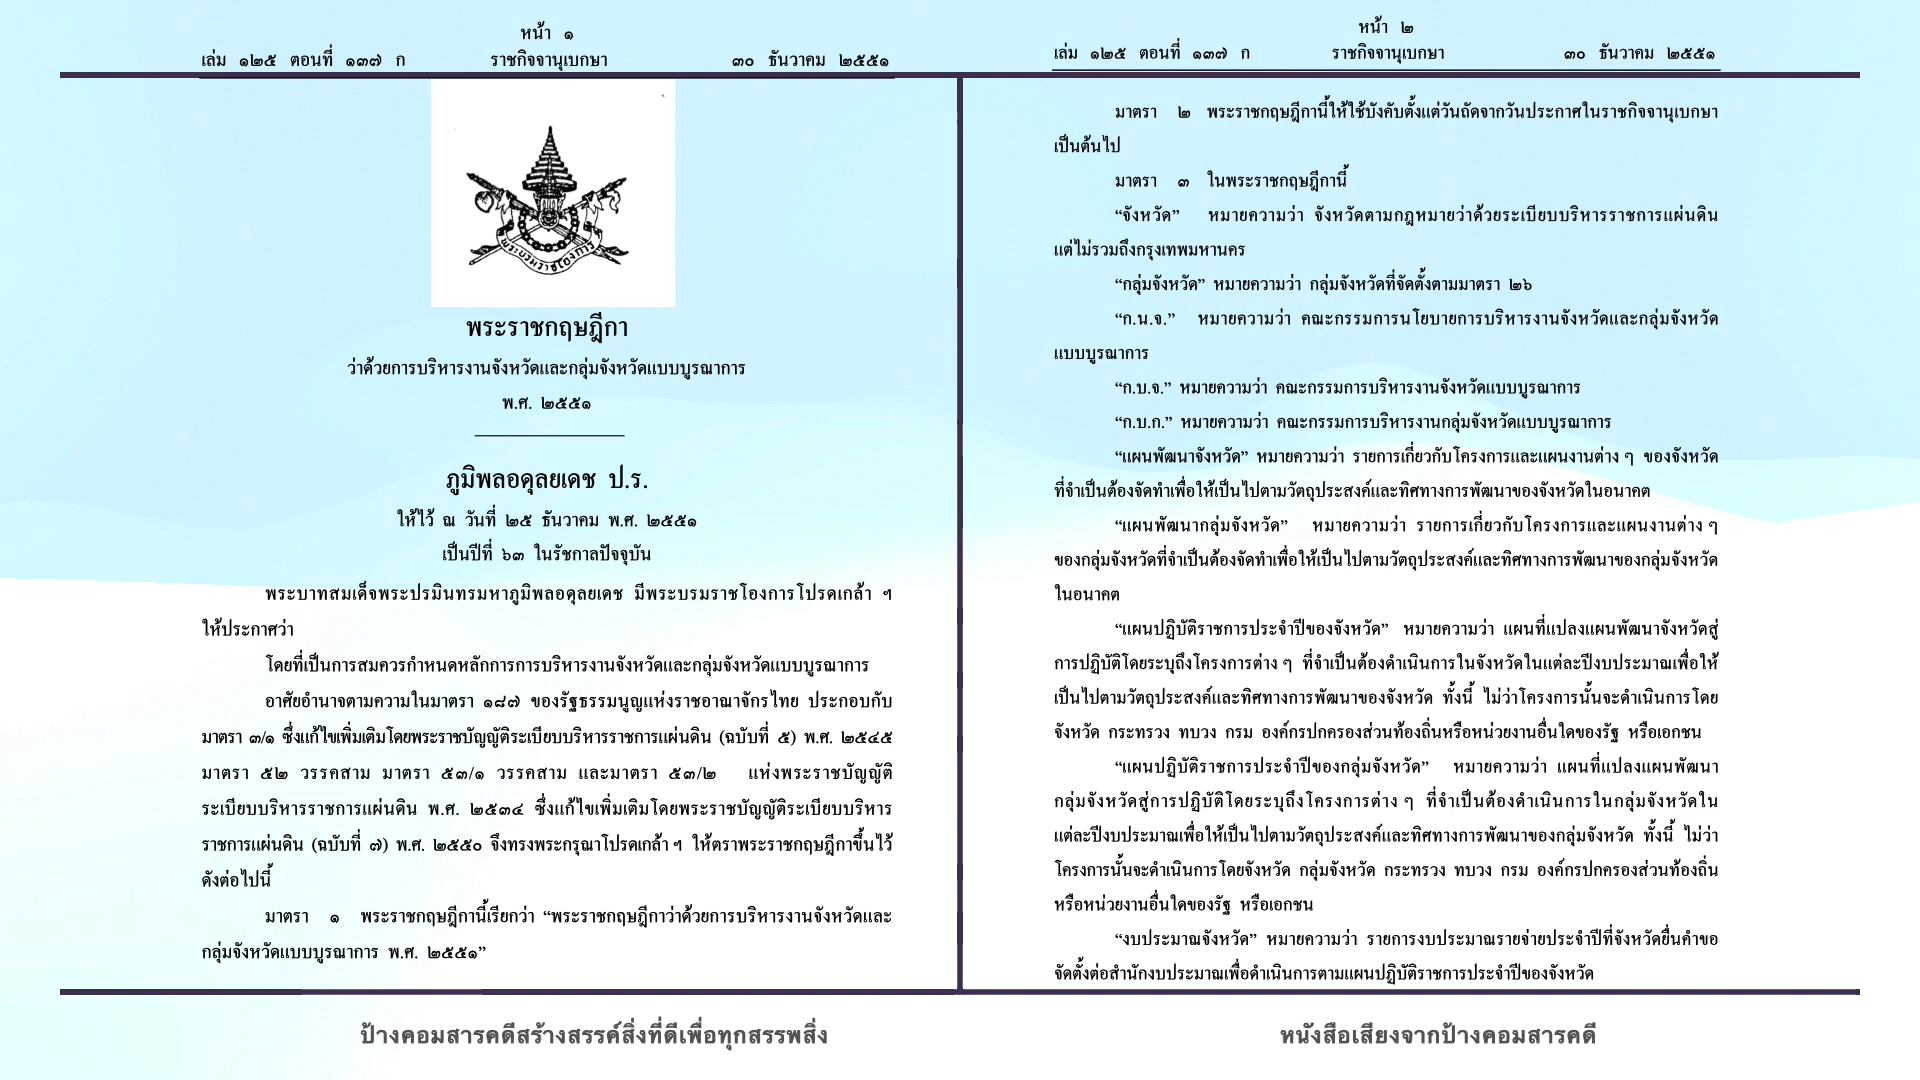 หน้า ๑
เล่ม ๑๒๕ ตอนที่ ๑๓๗ ก ราชกิจจานุเบกษา ๓๐ ธันวาคม ๒๕๕๑
พระบรมราชโองการ
พระราชกฤษฎีกา
ว่าด้วยการบริหารงานจังหวัดและกลุ่มจังหวัดแบบบูรณาการ
พ.ศ. ๒๕๕๑
ภูมิพลอดุลยเดช ป.ร.
ให้ไว้ ณ วันที่ ๒๕ ธันวาคม พ.ศ. ๒๕๕๑
เป็นปีที่ ๖๓ ในรัชกาลปัจจุบัน
พระบาทสมเด็จพระปรมินทรมหาภูมิพลอดุลยเดช มีพระบรมราชโองการโปรดเกล้า ฯ
ให้ประกาศว่า
โดยที่เป็นการสมควรกำหนดหลักการการบริหารงานจังหวัดและกลุ่มจังหวัดแบบบูรณาการ
อาศัยอำนาจตามความในมาตรา ๑๘๗ ของรัฐธรรมนูญแห่งราชอาณาจักรไทย ประกอบกับ
มาตรา ๓/๑ ซึ่งแก้ไขเพิ่มเติมโดยพระราชบัญญัติระเบียบบริหารราชการแผ่นดิน (ฉบับที่ ๕) พ.ศ. ๒๕๔๕
มาตรา ๕๒ วรรคสาม มาตรา ๕๓/๑ วรรคสาม และมาตรา ๕๓/๒ แห่งพระราชบัญญัติ
ระเบียบบริหารราชการแผ่นดิน พ.ศ. ๒๕๓๔ ซึ่งแก้ไขเพิ่มเติมโดยพระราชบัญญัติระเบียบบริหาร
ราชการแผ่นดิน (ฉบับที่ ๗) พ.ศ. ๒๕๕๐ จึงทรงพระกรุณาโปรดเกล้า ฯ ให้ตราพระราชกฤษฎีกาขึ้นไว้
ดังต่อไปนี้
มาตรา ๑ พระราชกฤษฎีกานี้เรียกว่า “พระราชกฤษฎีกาว่าด้วยการบริหารงานจังหวัดและ
กลุ่มจังหวัดแบบบูรณาการ พ.ศ. ๒๕๕๑”
หน้า ๒
เล่ม ๑๒๕ ตอนที่ ๑๓๗ ก ราชกิจจานุเบกษา ๓๐ ธันวาคม ๒๕๕๑
มาตรา ๒ พระราชกฤษฎีกานี้ให้ใช้บังคับตั้งแต่วันถัดจากวันประกาศในราชกิจจานุเบกษา
เป็นต้นไป
มาตรา ๓ ในพระราชกฤษฎีกานี้
“จังหวัด” หมายความว่า จังหวัดตามกฎหมายว่าด้วยระเบียบบริหารราชการแผ่นดิน
แต่ไม่รวมถึงกรุงเทพมหานคร
“กลุ่มจังหวัด” หมายความว่า กลุ่มจังหวัดที่จัดตั้งตามมาตรา ๒๖
“ก.น.จ.” หมายความว่า คณะกรรมการนโยบายการบริหารงานจังหวัดและกลุ่มจังหวัด
แบบบูรณาการ
“ก.บ.จ.” หมายความว่า คณะกรรมการบริหารงานจังหวัดแบบบูรณาการ
“ก.บ.ก.” หมายความว่า คณะกรรมการบริหารงานกลุ่มจังหวัดแบบบูรณาการ
“แผนพัฒนาจังหวัด” หมายความว่า รายการเกี่ยวกับโครงการและแผนงานต่าง ๆ ของจังหวัด
ที่จำเป็นต้องจัดทำเพื่อให้เป็นไปตามวัตถุประสงค์และทิศทางการพัฒนาของจังหวัดในอนาคต
“แผนพัฒนากลุ่มจังหวัด” หมายความว่า รายการเกี่ยวกับโครงการและแผนงานต่าง ๆ
ของกลุ่มจังหวัดที่จำเป็นต้องจัดทำเพื่อให้เป็นไปตามวัตถุประสงค์และทิศทางการพัฒนาของกลุ่มจังหวัด
ในอนาคต
“แผนปฏิบัติราชการประจำปีของจังหวัด” หมายความว่า แผนที่แปลงแผนพัฒนาจังหวัดสู่
การปฏิบัติโดยระบุถึงโครงการต่าง ๆ ที่จำเป็นต้องดำเนินการในจังหวัดในแต่ละปีงบประมาณเพื่อให้
เป็นไปตามวัตถุประสงค์และทิศทางการพัฒนาของจังหวัด ทั้งนี้ ไม่ว่าโครงการนั้นจะดำเนินการโดย
จังหวัด กระทรวง ทบวง กรม องค์กรปกครองส่วนท้องถิ่นหรือหน่วยงานอื่นใดของรัฐ หรือเอกชน
“แผนปฏิบัติราชการประจำปีของกลุ่มจังหวัด” หมายความว่า แผนที่แปลงแผนพัฒนา
กลุ่มจังหวัดสู่การปฏิบัติโดยระบุถึงโครงการต่าง ๆ ที่จำเป็นต้องดำเนินการในกลุ่มจังหวัดใน
แต่ละปีงบประมาณเพื่อให้เป็นไปตามวัตถุประสงค์และทิศทางการพัฒนาของกลุ่มจังหวัด ทั้งนี้ ไม่ว่า
โครงการนั้นจะดำเนินการโดยจังหวัด กลุ่มจังหวัด กระทรวง ทบวง กรม องค์กรปกครองส่วนท้องถิ่น
หรือหน่วยงานอื่นใดของรัฐ หรือเอกชน
“งบประมาณจังหวัด” หมายความว่า รายการงบประมาณรายจ่ายประจำปีที่จังหวัดยื่นคำขอ
จัดตั้งต่อสำนักงบประมาณเพื่อดำเนินการตามแผนปฏิบัติราชการประจำปีของจังหวัด
ป้างคอมสารคดีสร้างสรรค์สิ่งที่ดีเพื่อทุกสรรพสิ่ง
หนังสือเสียงจากป้างคอมสารคดี